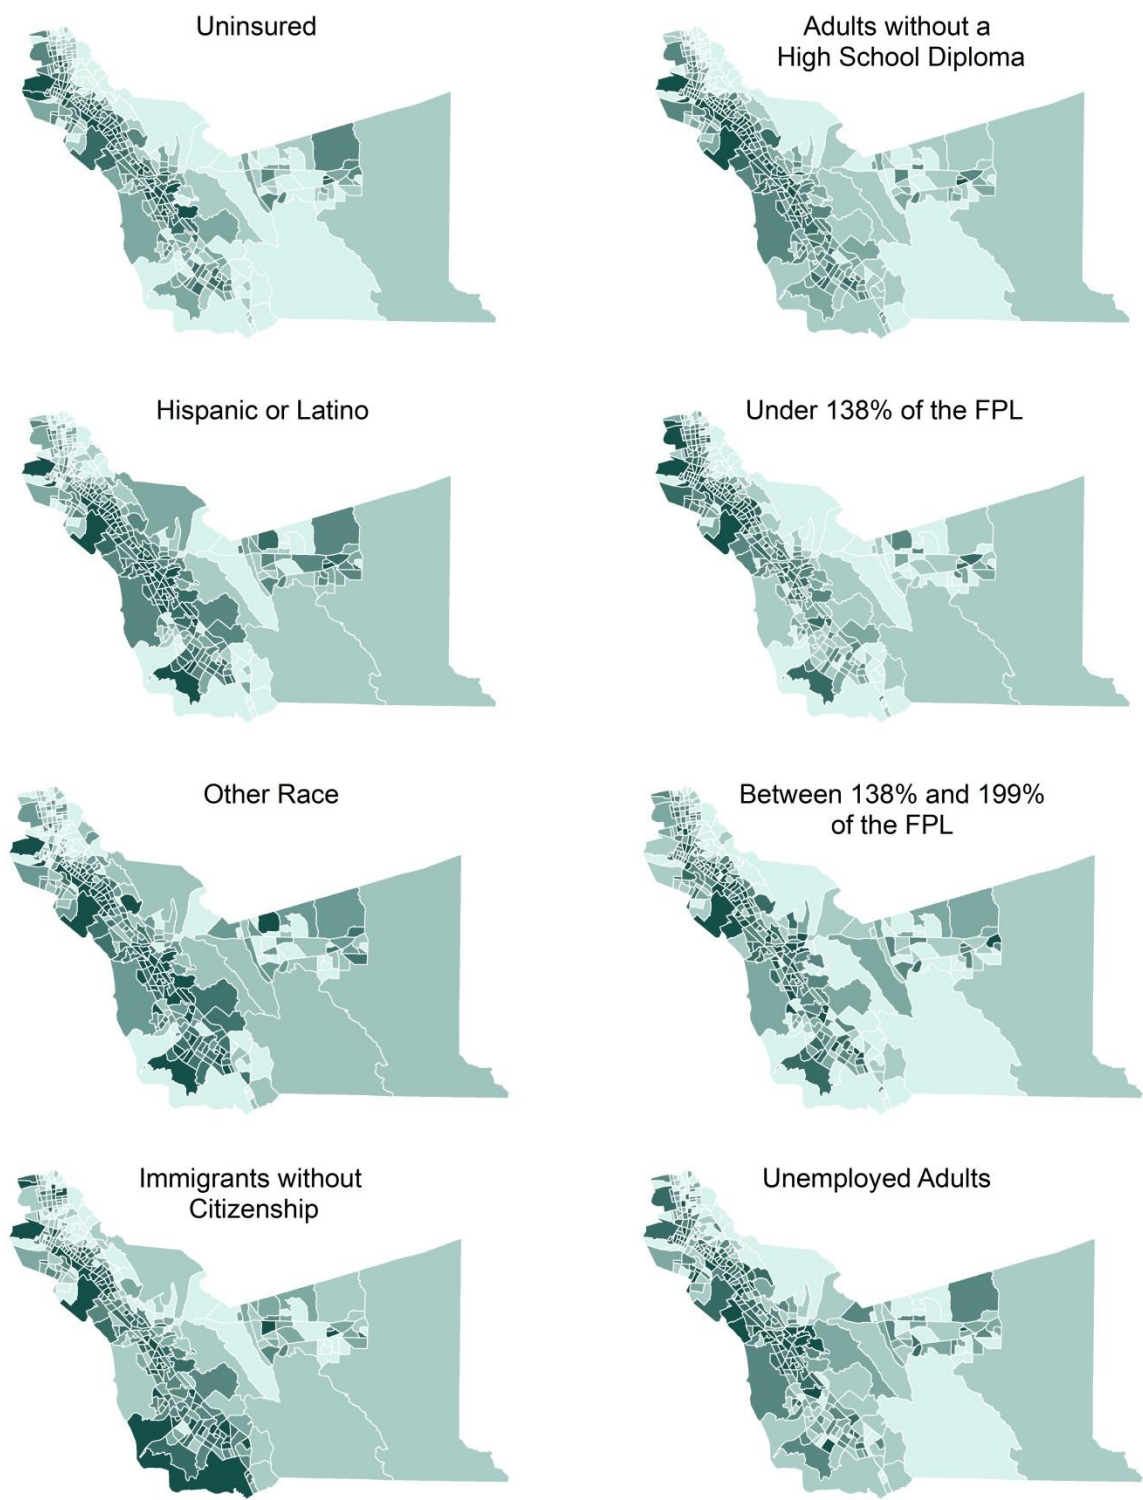 Uninsured
Adults without a
High School Diploma
Hispanic or Latino
Under 138% of the FPL
Other Race
Between 138% and 199%
of the FPL
Immigrants without
Citizenship
Unemployed Adults